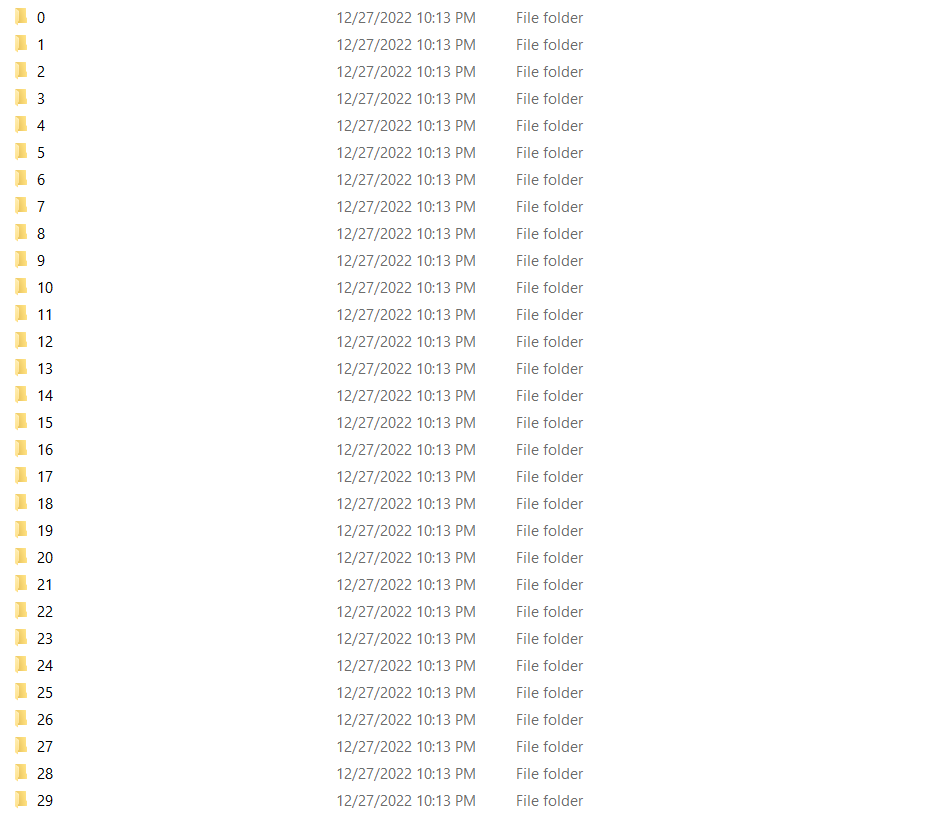 0 12/27/2022 10:13 PM File folder
1 12/27/2022 10:13 PM File folder
2 12/27/2022 10:13 PM File folder
3 12/27/2022 10:13 PM File folder
4 12/27/2022 10:13 PM File folder
5 12/27/2022 10:13 PM File folder
6 12/27/2022 10:13 PM File folder
7 12/27/2022 10:13 PM File folder
8 12/27/2022 10:13 PM File folder
9 12/27/2022 10:13 PM File folder
10 12/27/2022 10:13 PM File folder
11 12/27/2022 10:13 PM File folder
12 12/27/2022 10:13 PM File folder
13 12/27/2022 10:13 PM File folder
14 12/27/2022 10:13 PM File folder
15 12/27/2022 10:13 PM File folder
16 12/27/2022 10:13 PM File folder
17 12/27/2022 10:13 PM File folder
18 12/27/2022 10:13 PM File folder
19 12/27/2022 10:13 PM File folder
20 12/27/2022 10:13 PM File folder
21 12/27/2022 10:13 PM File folder
22 12/27/2022 10:13 PM File folder
23 12/27/2022 10:13 PM File folder
24 12/27/2022 10:13 PM File folder
25 12/27/2022 10:13 PM File folder
26 12/27/2022 10:13 PM File folder
27 12/27/2022 10:13 PM File folder
28 12/27/2022 10:13 PM File folder
29 12/27/2022 10:13 PM File folder